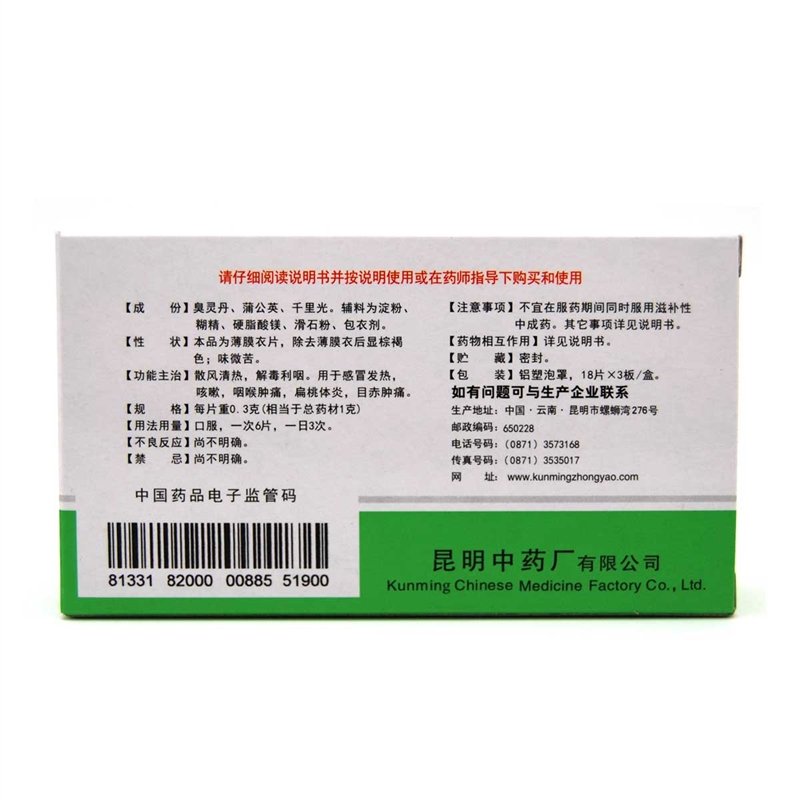 请仔细阅读说明书并按说明使用或在药师指导下购买和使用
【成　份】臭灵丹、蒲公英、千里光。辅料为淀粉、
糊精、硬脂酸镁、滑石粉、包衣剂。
【性　状】本品为薄膜衣片，除去薄膜衣后显棕褐
色；味微苦。
【功能主治】散风清热，解毒利咽。用于感冒发热，
咳嗽，咽喉肿痛，扁桃体炎，目赤肿痛。
【规　格】每片重0.3克(相当于总药材1克)
【用法用量】口服，一次6片，一日3次。
【不良反应】尚不明确。
【禁　忌】尚不明确。
【注意事项】不宜在服药期间同时服用滋补性
中成药。其它事项详见说明书。
【药物相互作用】详见说明书。
【贮　藏】密封。
【包　装】铝塑泡罩，18片×3板/盒。
如有问题可与生产企业联系
生产地址：中国·云南·昆明市螺蛳湾276号
邮政编码：650228
电话号码：(0871) 3573168
传真号码：(0871) 3535017
网　址：www.kunmingzhongyao.com
中国药品电子监管码
81331 82000 00885 51900
昆明中药厂有限公司
Kunming Chinese Medicine Factory Co., Ltd.